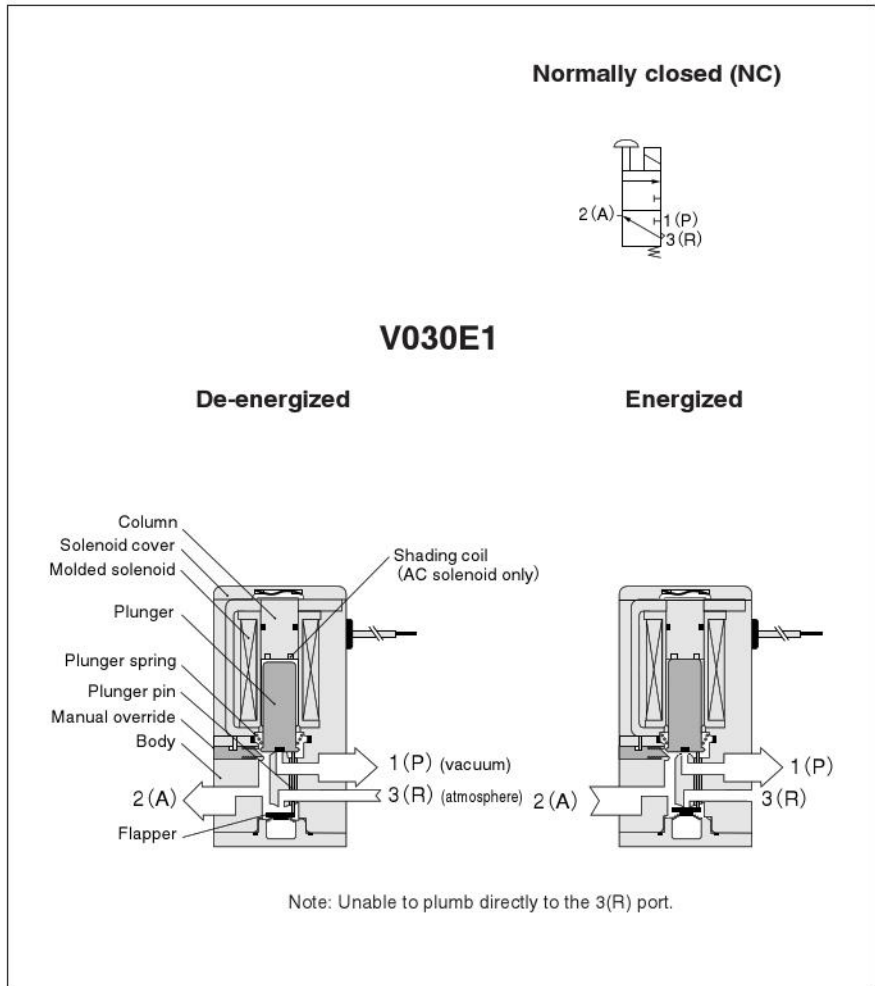 Normally closed (NC)
2 (A)
1 (P)
3 (R)
V030E1
De-energized
Energized
Column
Solenoid cover
Molded solenoid
Shading coil
(AC solenoid only)
Plunger
Plunger spring
Plunger pin
Manual override
Body
1 (P) (vacuum)
2 (A)
3 (R) (atmosphere)
Flapper
1 (P)
2 (A)
3 (R)
Note: Unable to plumb directly to the 3(R) port.